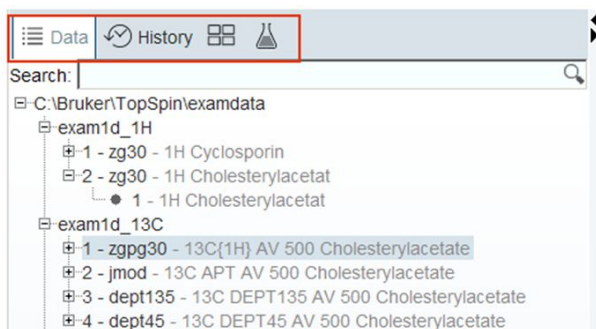 Data History
Search:
C:\Bruker\TopSpin\examdata
exam1d_1H
1 - zg30 - 1H Cyclosporin
2 - zg30 - 1H Cholesterylacetat
1 - 1H Cholesterylacetat
exam1d_13C
1 - zgpg30 - 13C{1H} AV 500 Cholesterylacetate
2 - jmod - 13C APT AV 500 Cholesterylacetate
3 - dept135 - 13C DEPT135 AV 500 Cholesterylacetate
4 - dept45 - 13C DEPT45 AV 500 Cholesterylacetate